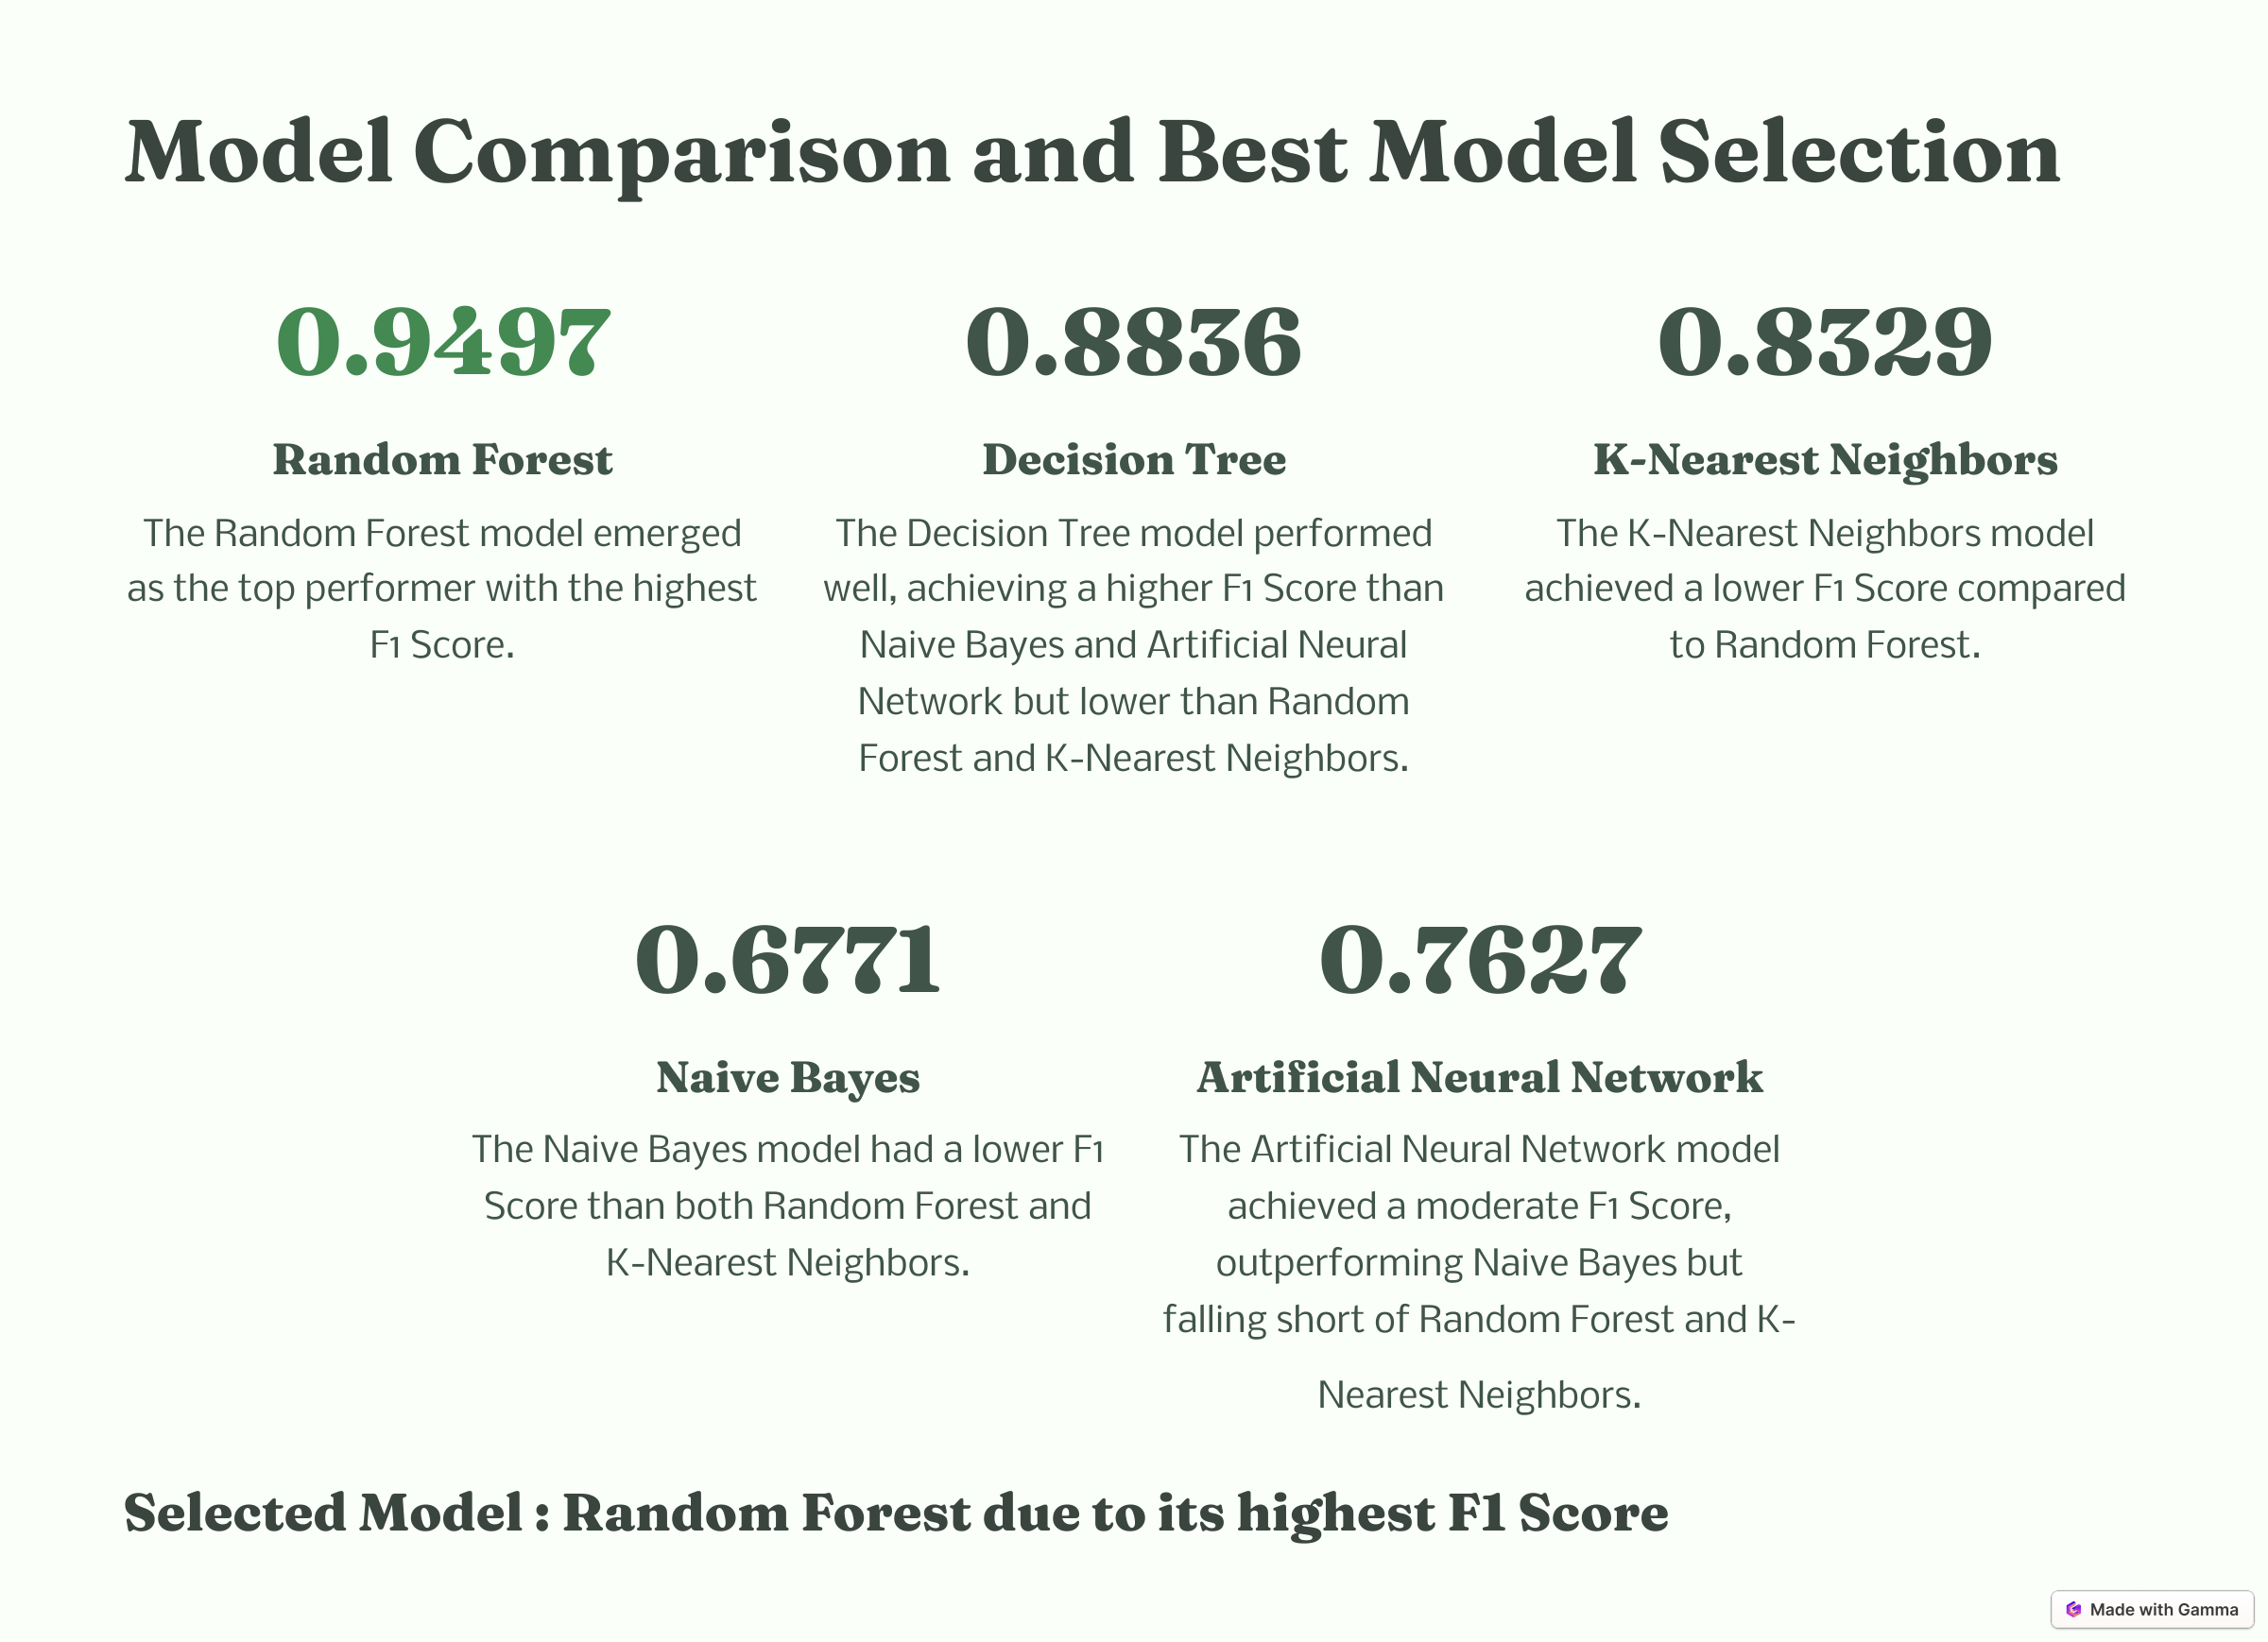 Model Comparison and Best Model Selection
0.9497
Random Forest
The Random Forest model emerged
as the top performer with the highest
F1 Score.
0.8836
Decision Tree
The Decision Tree model performed
well, achieving a higher F1 Score than
Naive Bayes and Artificial Neural
Network but lower than Random
Forest and K-Nearest Neighbors.
0.8329
K-Nearest Neighbors
The K-Nearest Neighbors model
achieved a lower F1 Score compared
to Random Forest.
0.6771
Naive Bayes
The Naive Bayes model had a lower F1
Score than both Random Forest and
K-Nearest Neighbors.
0.7627
Artificial Neural Network
The Artificial Neural Network model
achieved a moderate F1 Score,
outperforming Naive Bayes but
falling short of Random Forest and K-
Nearest Neighbors.
Selected Model : Random Forest due to its highest F1 Score
Made with Gamma